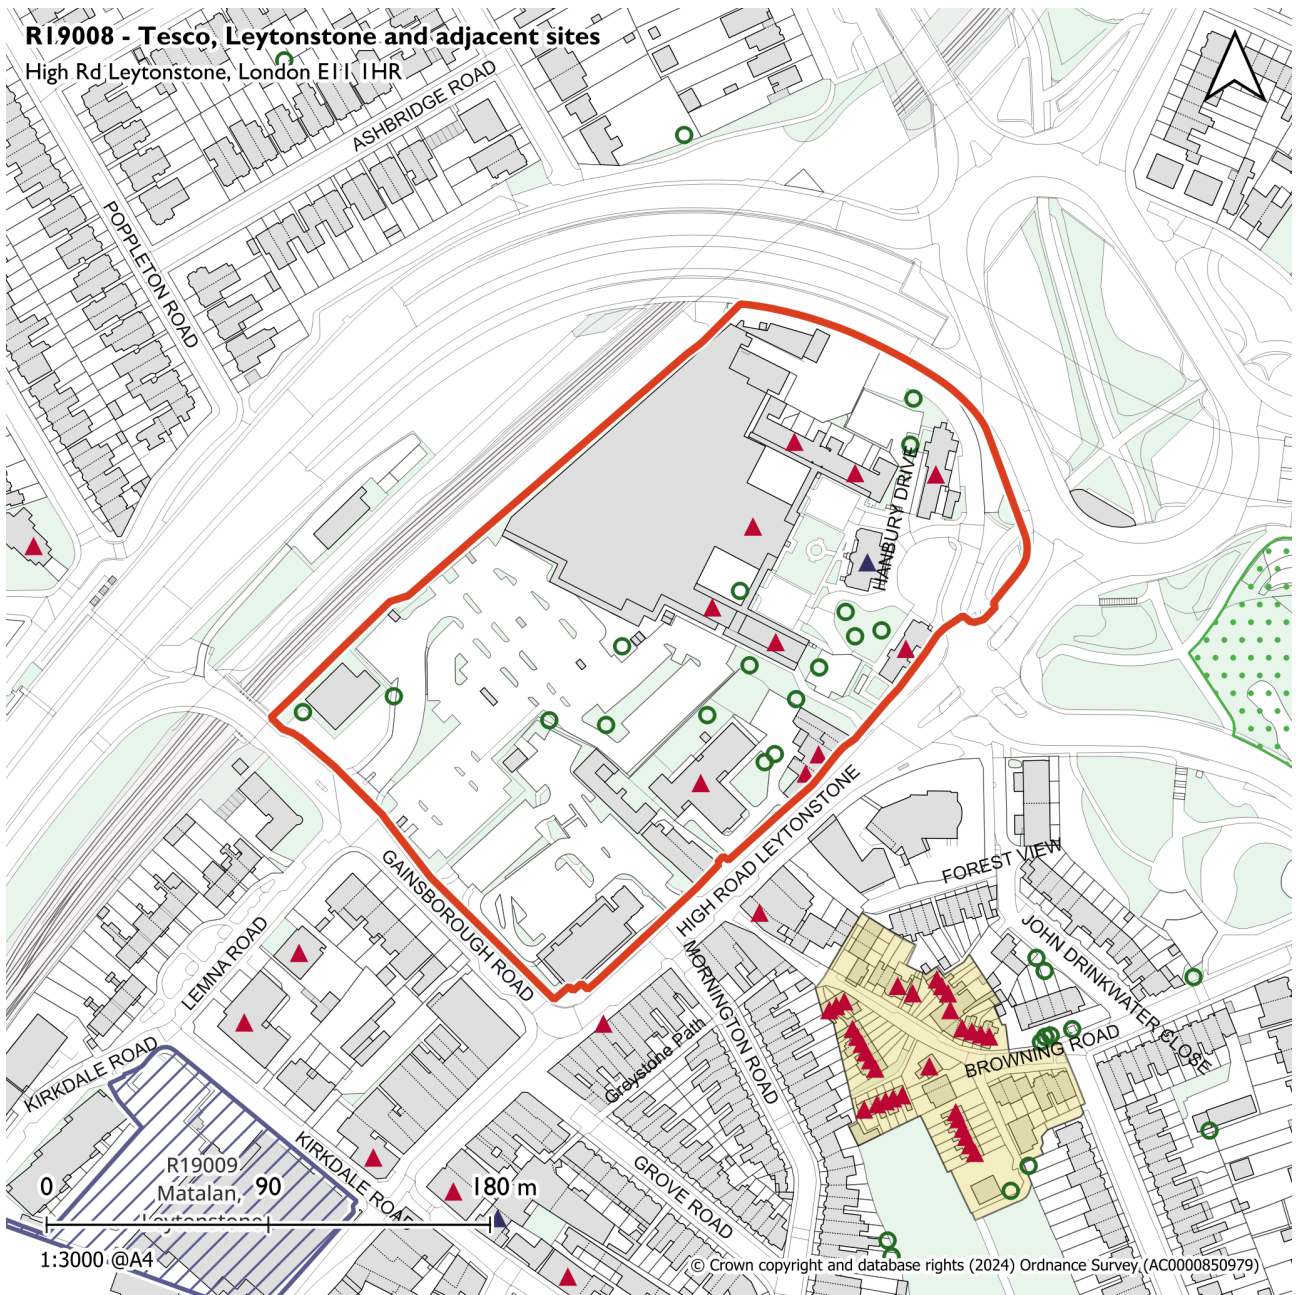 R19008 - Tesco, Leytonstone and adjacent sites
High Rd Leytonstone, London E11 1HR
ASHBRIDGE ROAD
POPPLETON ROAD
HANBURY DRIVE
HIGH ROAD LEYTONSTONE
GAINSBOROUGH ROAD
FOREST VIEW
JOHN DRINKWATER CLOSE
MORNINGTON ROAD
LEMNA ROAD
Greystone Path
BROWNING ROAD
KIRKDALE ROAD
KIRKDALE ROAD
GROVE ROAD
R19009
Matalan,
Leytonstone
0 90 180 m
1:3000 @A4
© Crown copyright and database rights (2024) Ordnance Survey (AC0000850979)